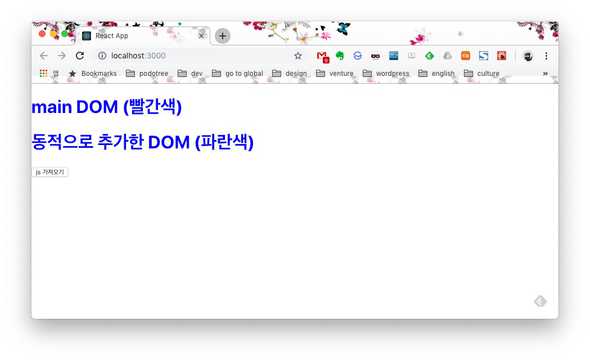 React App
localhost:3000
앱 Bookmarks podotree dev go to global design venture wordpress english culture »
main DOM (빨간색)
동적으로 추가한 DOM (파란색)
js 가져오기